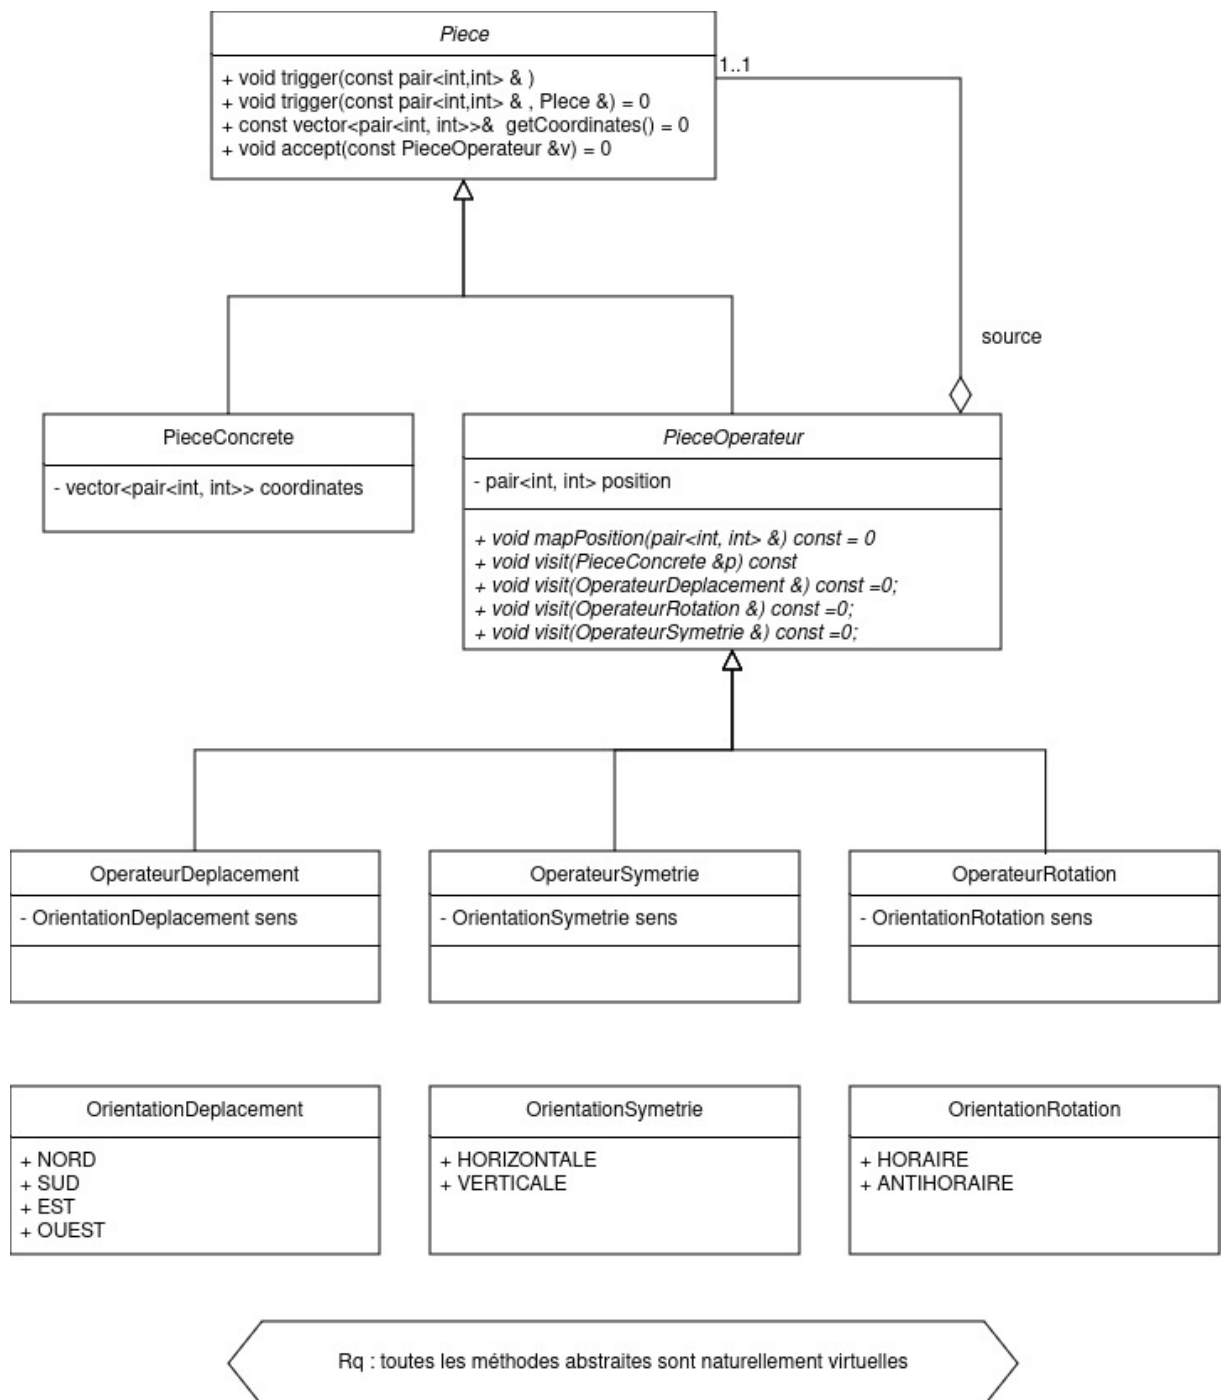 Piece
+ void trigger(const pair<int,int> & )
+ void trigger(const pair<int,int> & , PIece &) = 0
+ const vector<pair<int, int>>&  getCoordinates() = 0
+ void accept(const PieceOperateur &v) = 0
1..1
source
PieceConcrete
- vector<pair<int, int>> coordinates
PieceOperateur
- pair<int, int> position
+ void mapPosition(pair<int, int> &) const = 0
+ void visit(PieceConcrete &p) const
+ void visit(OperateurDeplacement &) const =0;
+ void visit(OperateurRotation &) const =0;
+ void visit(OperateurSymetrie &) const =0;
OperateurDeplacement
- OrientationDeplacement sens
OperateurSymetrie
- OrientationSymetrie sens
OperateurRotation
- OrientationRotation sens
OrientationDeplacement
+ NORD
+ SUD
+ EST
+ OUEST
OrientationSymetrie
+ HORIZONTALE
+ VERTICALE
OrientationRotation
+ HORAIRE
+ ANTIHORAIRE
Rq : toutes les méthodes abstraites sont naturellement virtuelles